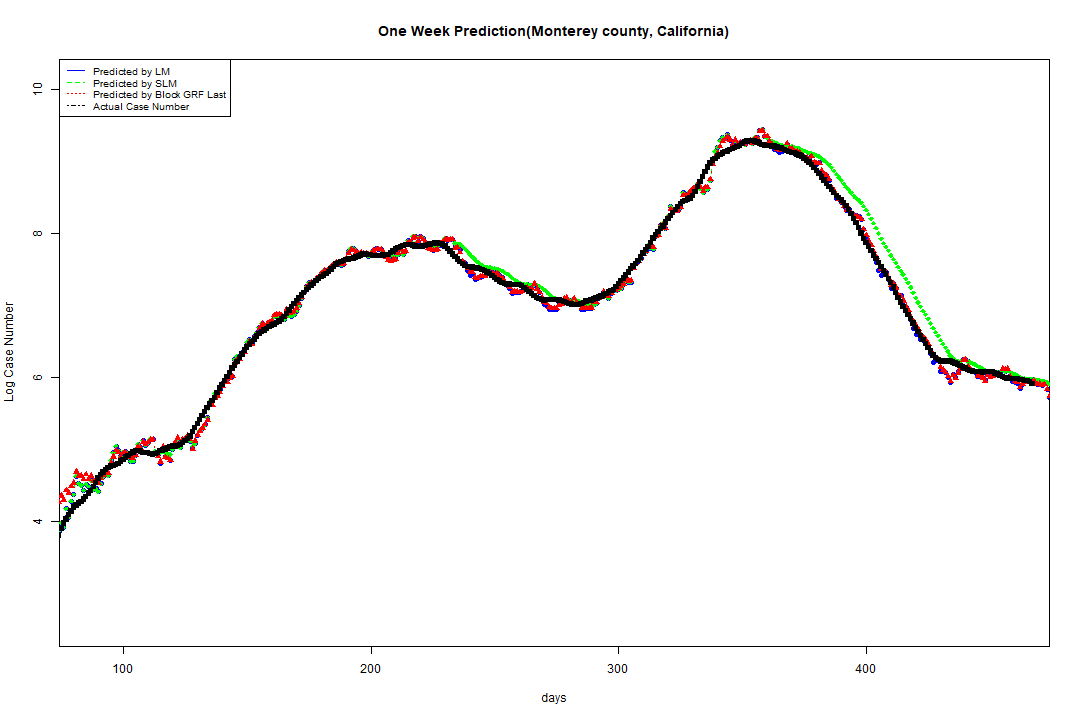 One Week Prediction(Monterey county, California)
Predicted by LM
Predicted by SLM
Predicted by Block GRF Last
Actual Case Number
10
8
6
4
Log Case Number
100 200 300 400
days